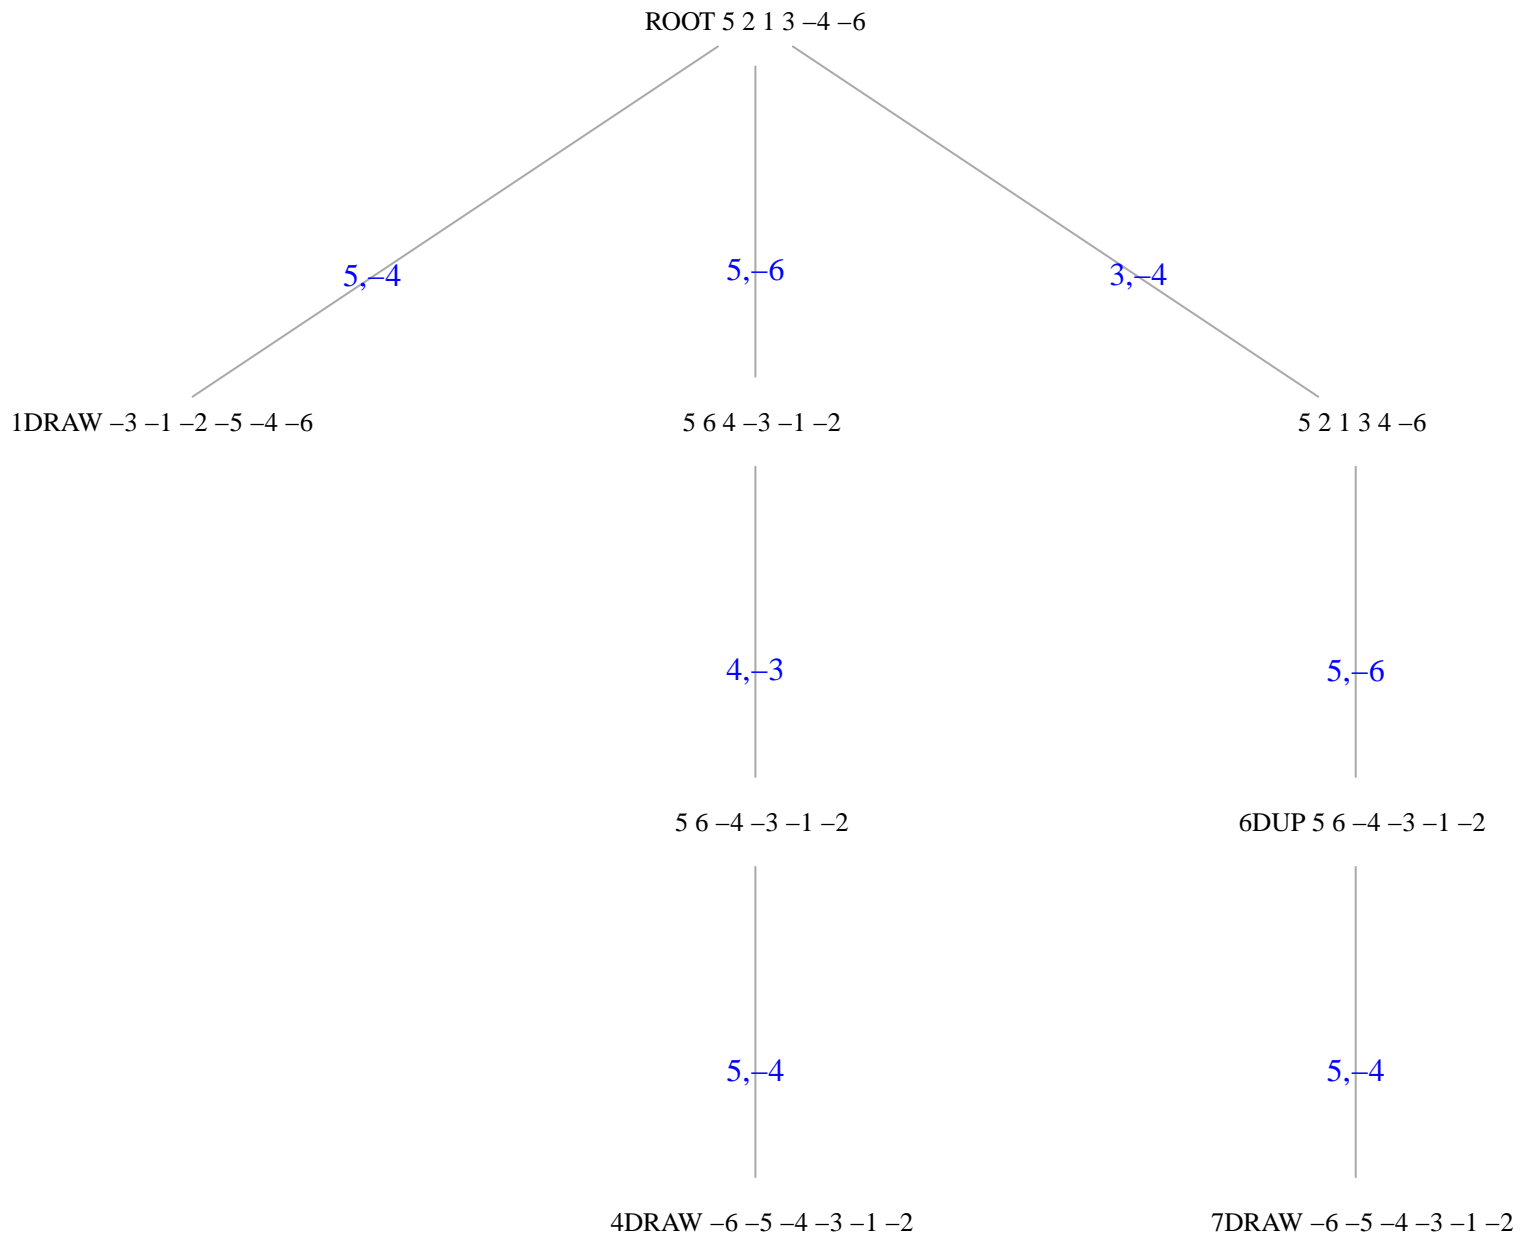 ROOT 5 2 1 3 –4 –6
5,–4
5,–6
3,–4
1DRAW –3 –1 –2 –5 –4 –6
5 6 4 –3 –1 –2
5 2 1 3 4 –6
4,–3
5,–6
5 6 –4 –3 –1 –2
6DUP 5 6 –4 –3 –1 –2
5,–4
5,–4
4DRAW –6 –5 –4 –3 –1 –2
7DRAW –6 –5 –4 –3 –1 –2